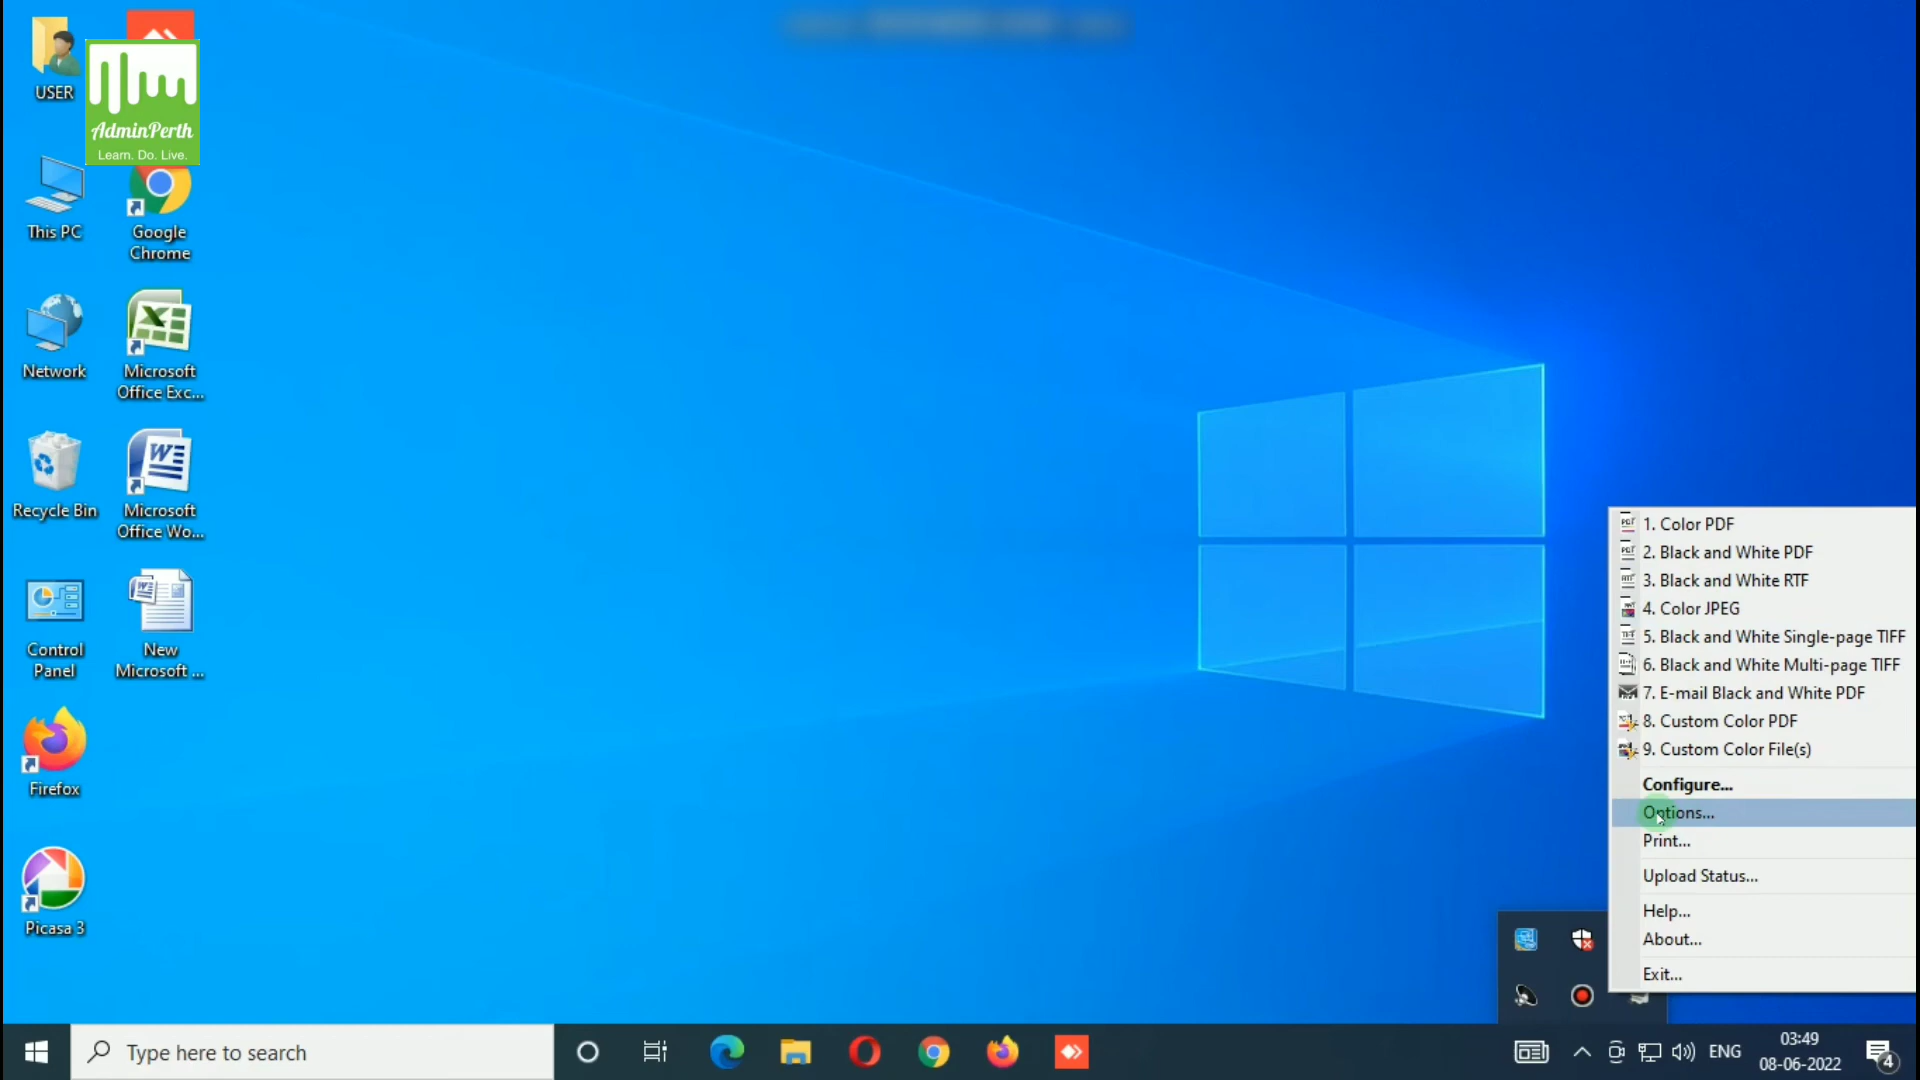 USER
AdminPerth
Learn. Do. Live.
This PC
Google
Chrome
Network
Microsoft
Office Exc...
Recycle Bin
Microsoft
Office Wo...
Control
Panel
New
Microsoft ...
Firefox
Picasa 3
1. Color PDF
2. Black and White PDF
3. Black and White RTF
4. Color JPEG
5. Black and White Single-page TIFF
6. Black and White Multi-page TIFF
7. E-mail Black and White PDF
8. Custom Color PDF
9. Custom Color File(s)
Configure...
Options...
Print...
Upload Status...
Help...
About...
Exit...
Type here to search
ENG
03:49
08-06-2022
4